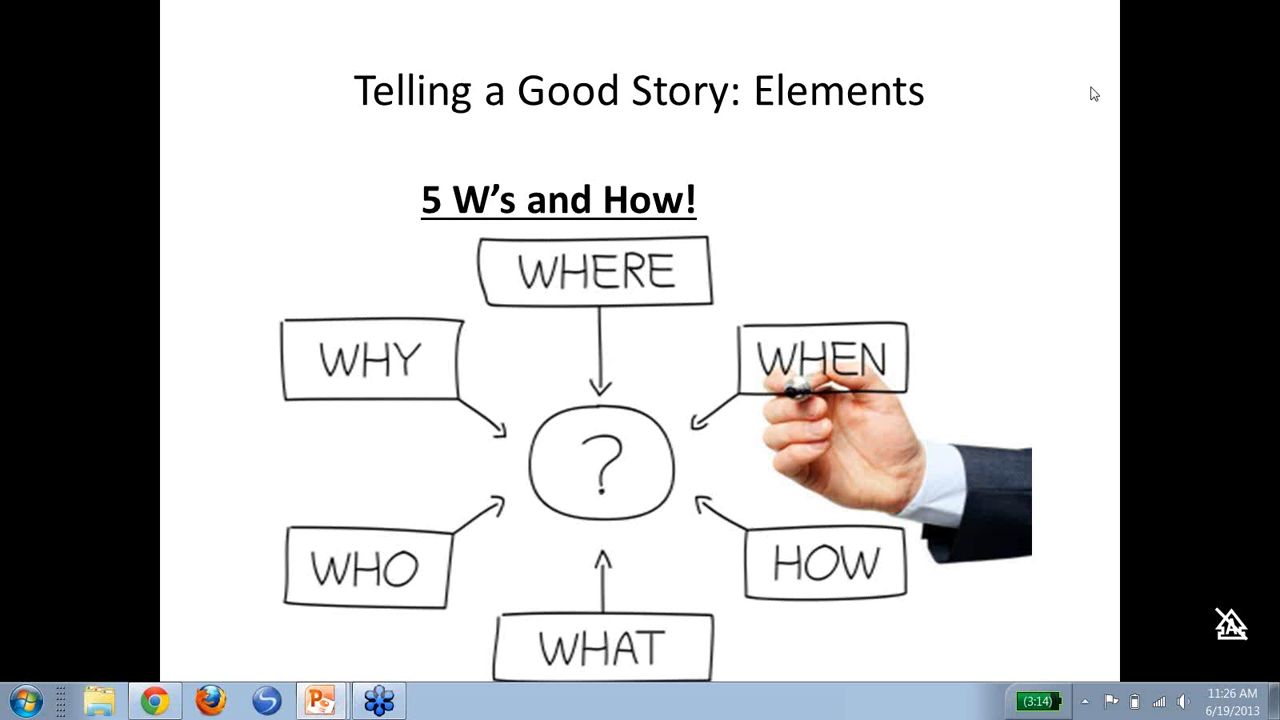 Telling a Good Story: Elements
5 W’s and How!
WHERE
WHY
WHEN
?
WHO
HOW
WHAT
(3:14)
11:26 AM
6/19/2013